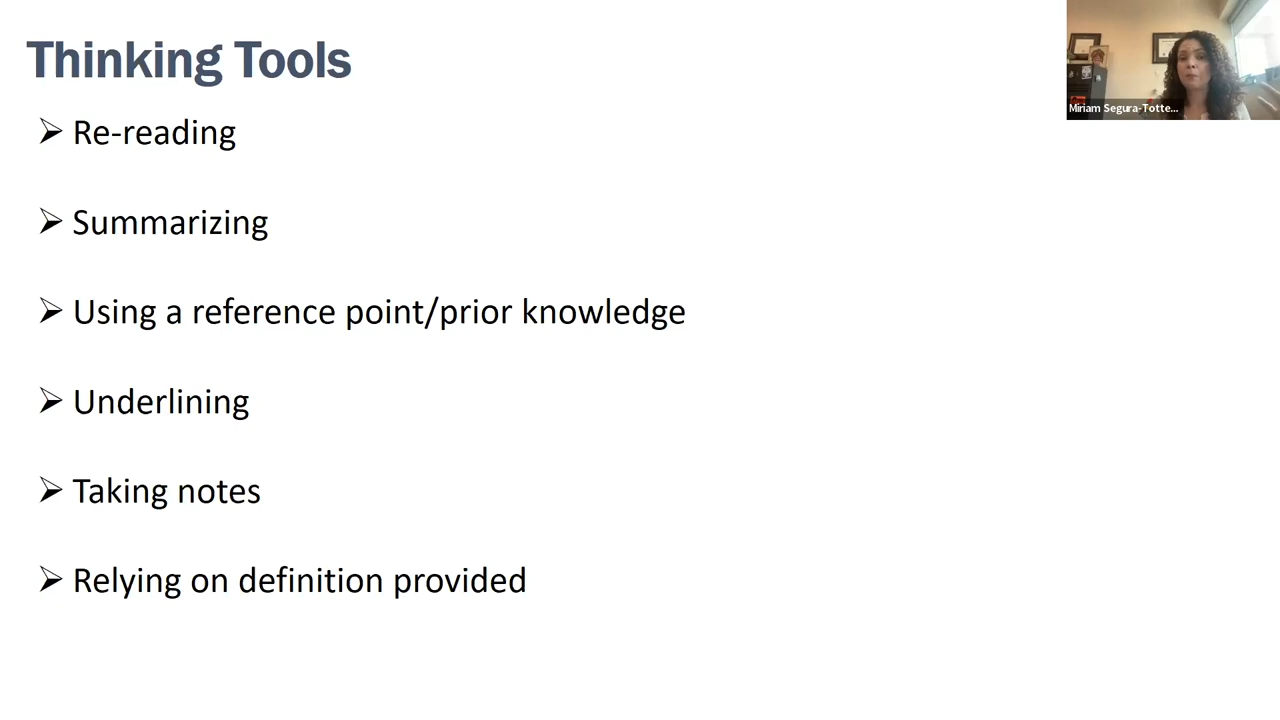 Thinking Tools
Miriam Segura-Totte...
➢ Re-reading
➢ Summarizing
➢ Using a reference point/prior knowledge
➢ Underlining
➢ Taking notes
➢ Relying on definition provided